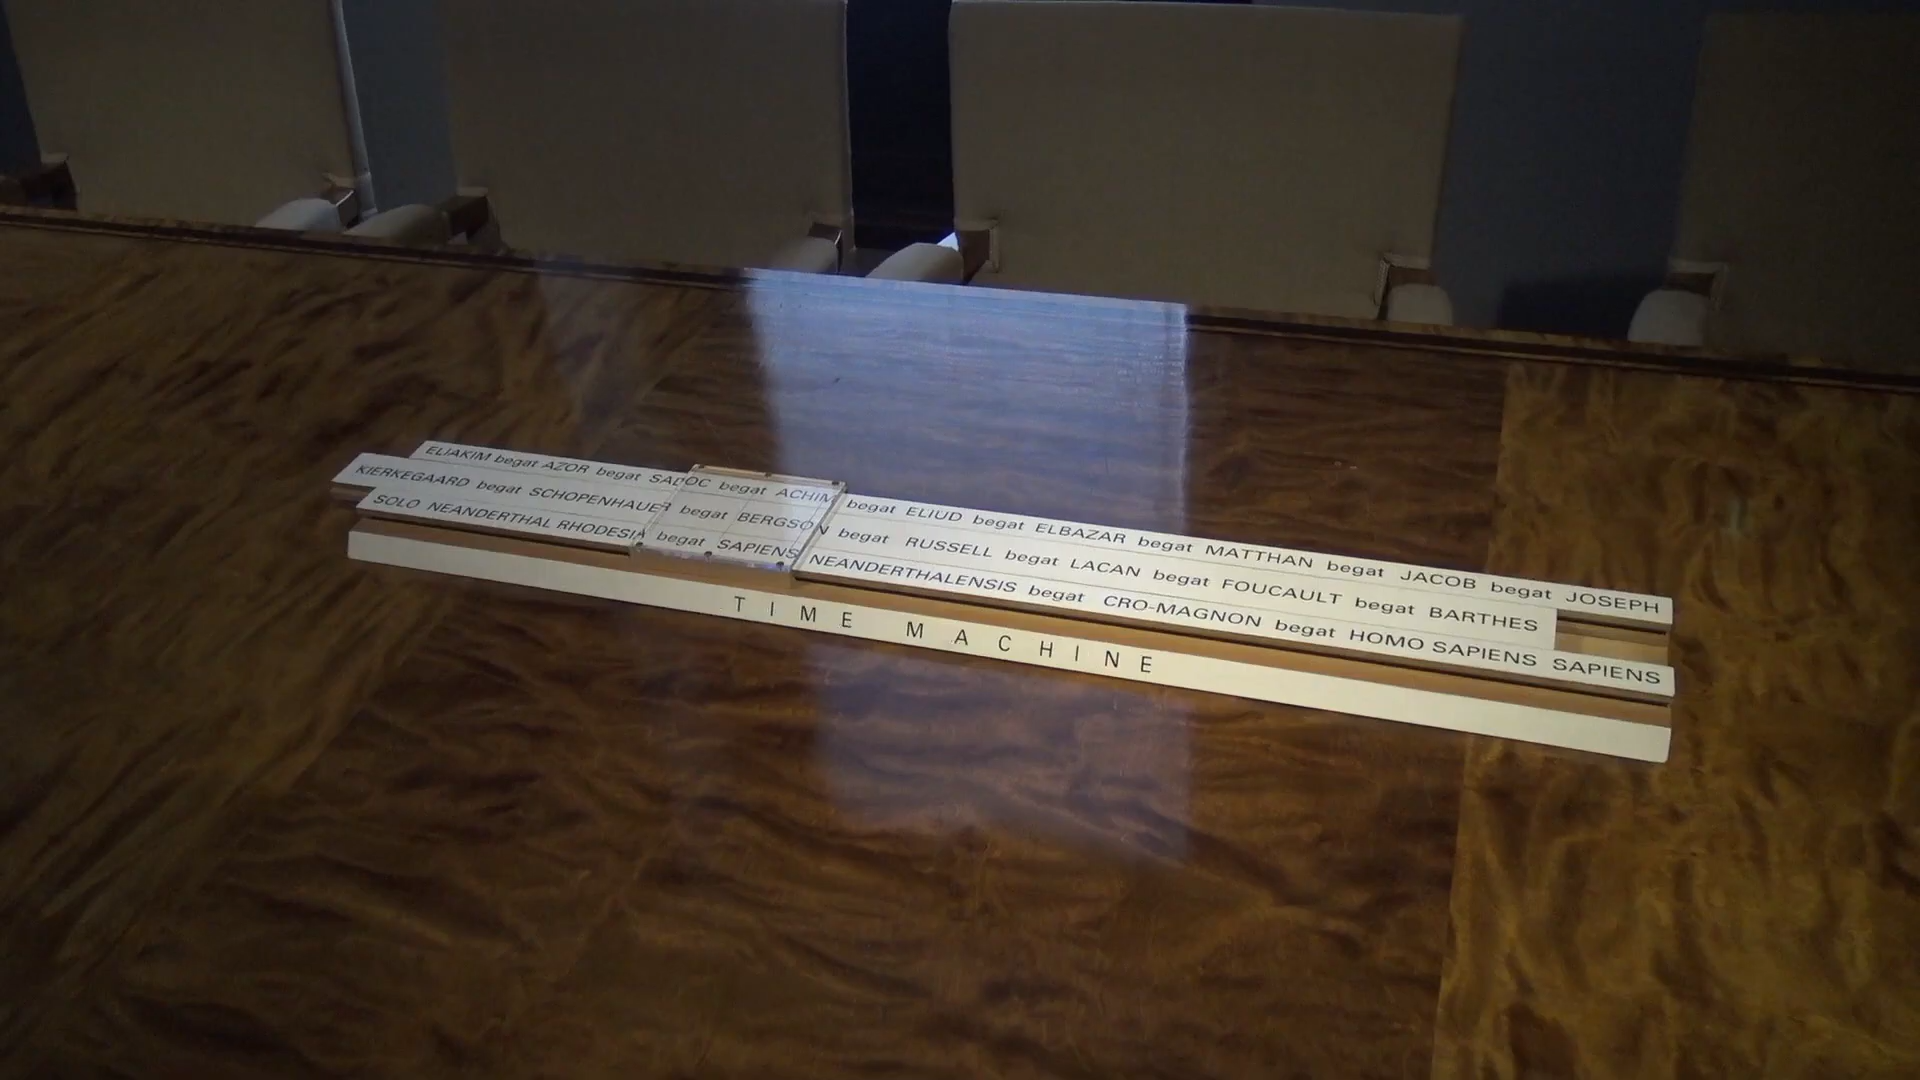 ELIAKIM begat AZOR begat SADOC begat ACHIM begat ELIUD begat ELBAZAR begat MATTHAN begat JACOB begat JOSEPH
KIERKEGAARD begat SCHOPENHAUER begat BERGSON begat RUSSELL begat LACAN begat FOUCAULT begat BARTHES
SOLO NEANDERTHAL RHODESIA begat SAPIENS NEANDERTHALENSIS begat CRO-MAGNON begat HOMO SAPIENS SAPIENS
TIME MACHINE